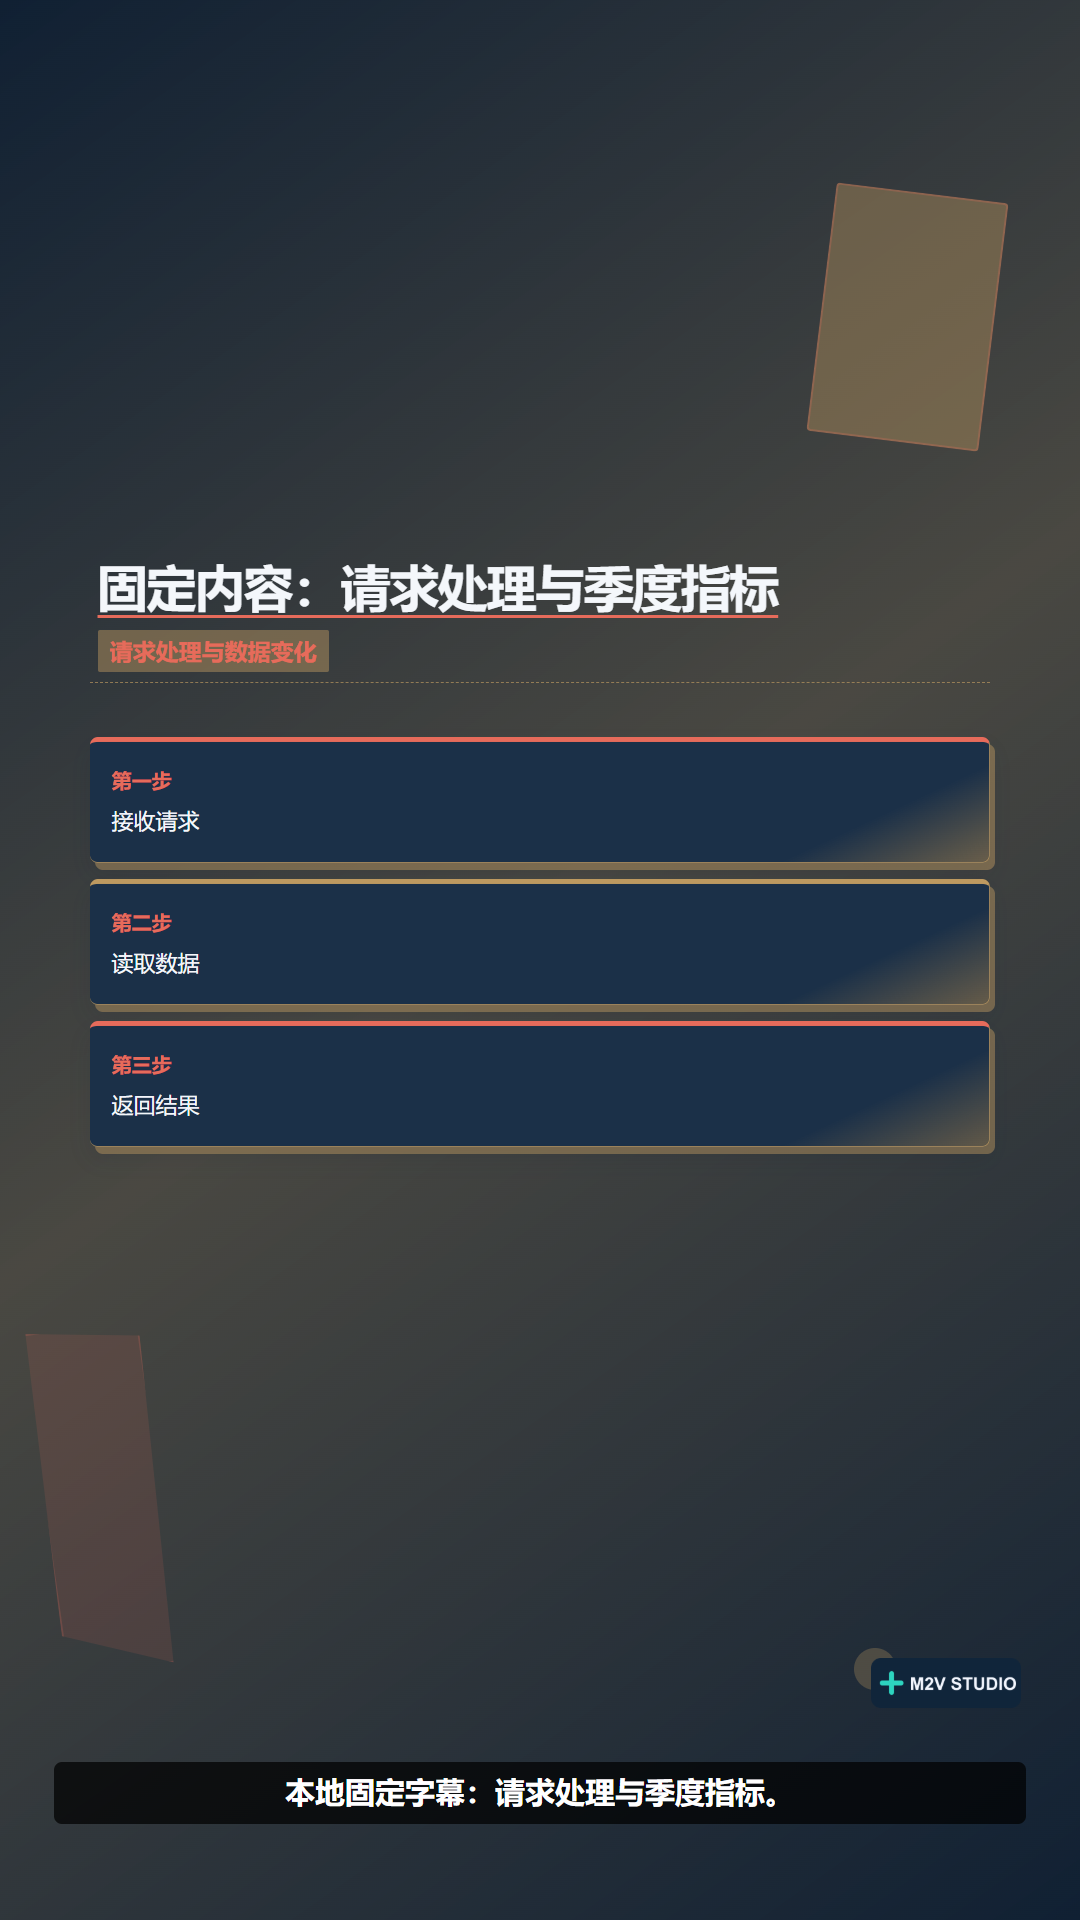 固定内容：请求处理与季度指标
请求处理与数据变化
第一步
接收请求
第二步
读取数据
第三步
返回结果
M2V STUDIO
本地固定字幕：请求处理与季度指标。